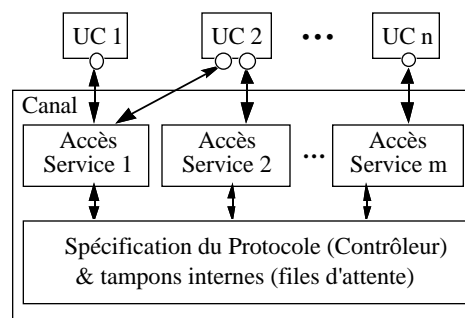 UC 1 UC 2 ••• UC n
Canal
Accès Accès Accès
Service 1 Service 2 ... Service m
Spécification du Protocole (Contrôleur)
& tampons internes (files d'attente)